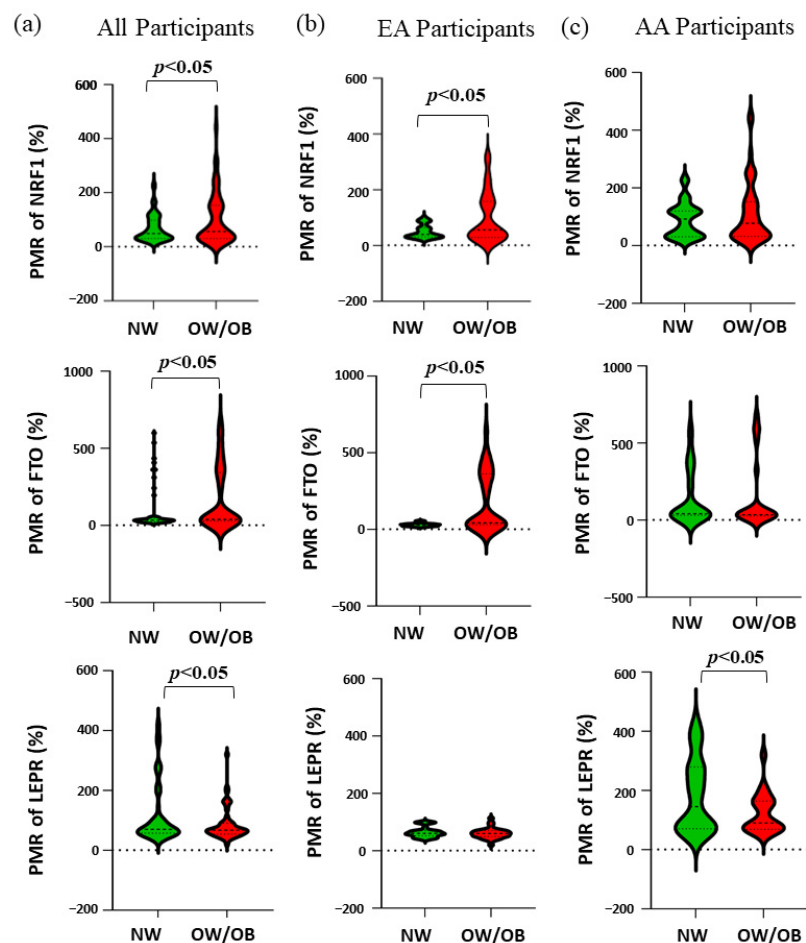 (a) All Participants
(b) EA Participants
(c) AA Participants
p<0.05
PMR of NRF1 (%)
600
400
200
0
−200
NW OW/OB
p<0.05
PMR of NRF1 (%)
600
400
200
0
−200
NW OW/OB
PMR of NRF1 (%)
600
400
200
0
−200
NW OW/OB
p<0.05
PMR of FTO (%)
1000
500
0
−500
NW OW/OB
p<0.05
PMR of FTO (%)
1000
500
0
−500
NW OW/OB
PMR of FTO (%)
1000
500
0
−500
NW OW/OB
p<0.05
PMR of LEPR (%)
600
400
200
0
−200
NW OW/OB
PMR of LEPR (%)
600
400
200
0
−200
NW OW/OB
p<0.05
PMR of LEPR (%)
600
400
200
0
−200
NW OW/OB